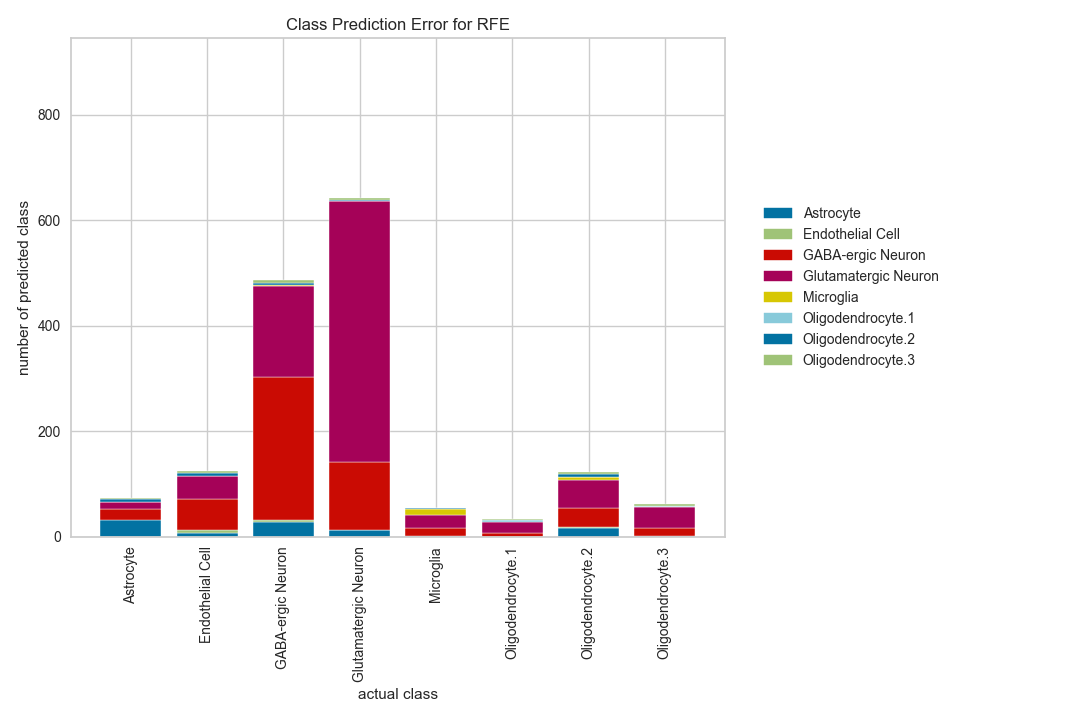 Class Prediction Error for RFE
number of predicted class
800
600
400
200
0
Astrocyte
Endothelial Cell
GABA-ergic Neuron
Glutamatergic Neuron
Microglia
Oligodendrocyte.1
Oligodendrocyte.2
Oligodendrocyte.3
actual class
Astrocyte
Endothelial Cell
GABA-ergic Neuron
Glutamatergic Neuron
Microglia
Oligodendrocyte.1
Oligodendrocyte.2
Oligodendrocyte.3